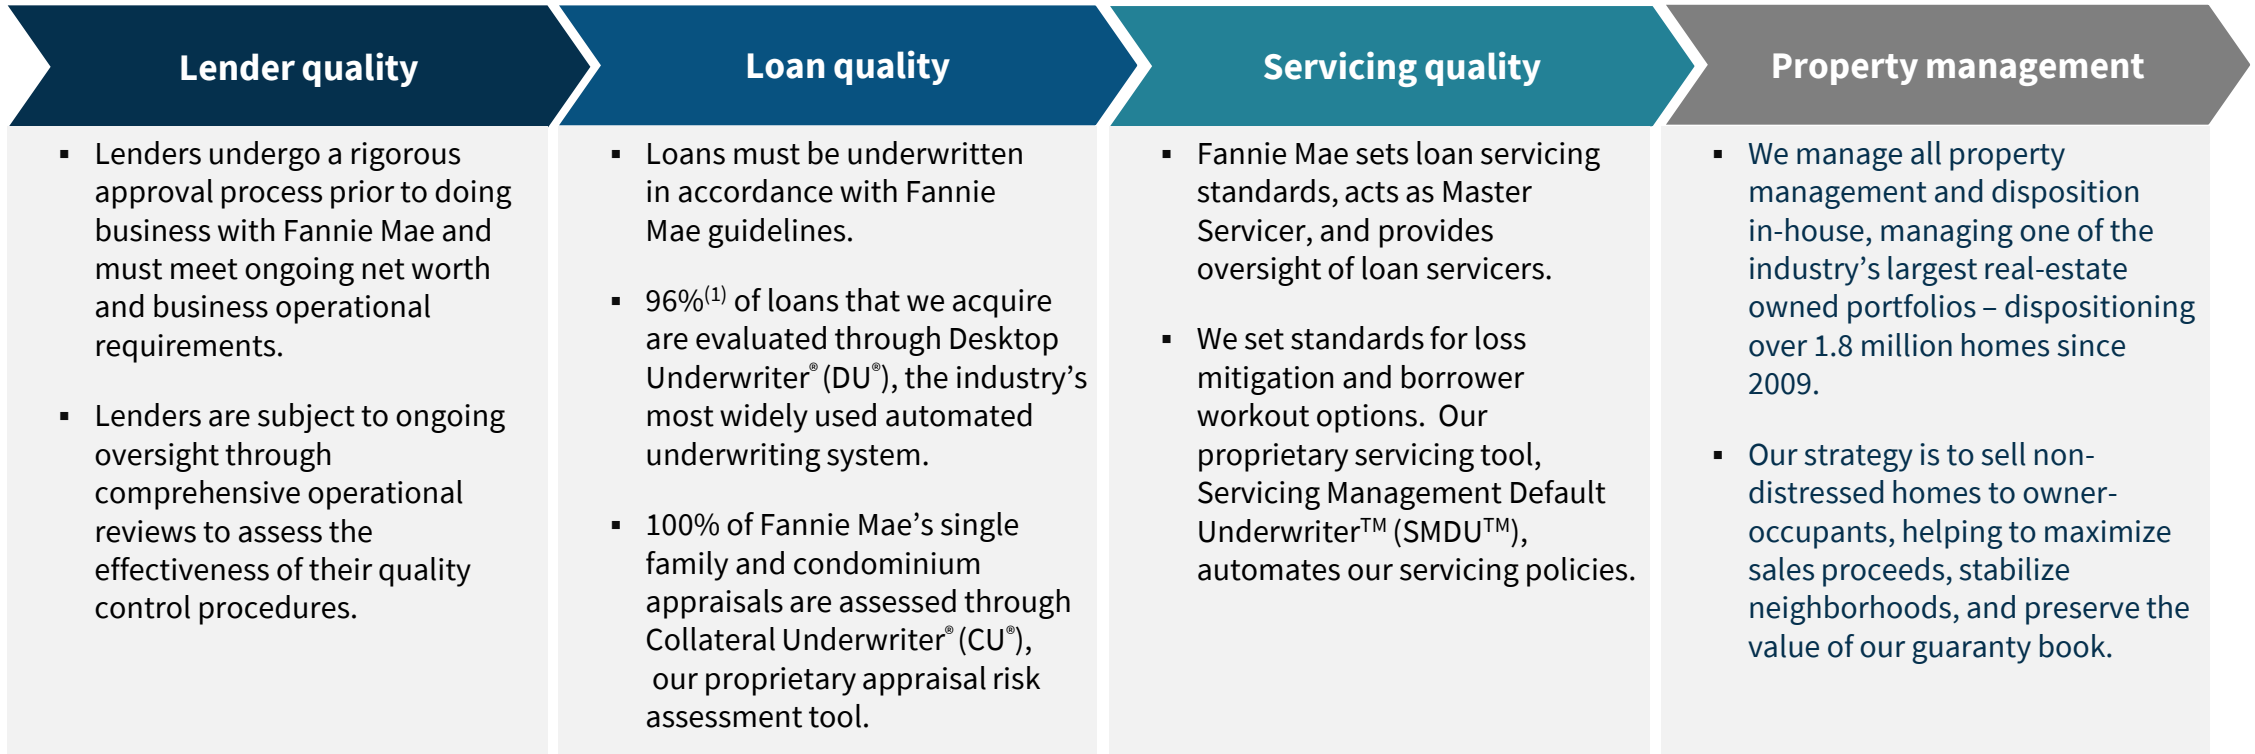 Lender quality
▪ Lenders undergo a rigorous
approval process prior to doing
business with Fannie Mae and
must meet ongoing net worth
and business operational
requirements.
▪ Lenders are subject to ongoing
oversight through
comprehensive operational
reviews to assess the
effectiveness of their quality
control procedures.
Loan quality
▪ Loans must be underwritten
in accordance with Fannie
Mae guidelines.
▪ 96%(1) of loans that we acquire
are evaluated through Desktop
Underwriter® (DU®), the industry’s
most widely used automated
underwriting system.
▪ 100% of Fannie Mae’s single
family and condominium
appraisals are assessed through
Collateral Underwriter® (CU®),
our proprietary appraisal risk
assessment tool.
Servicing quality
▪ Fannie Mae sets loan servicing
standards, acts as Master
Servicer, and provides
oversight of loan servicers.
▪ We set standards for loss
mitigation and borrower
workout options.  Our
proprietary servicing tool,
Servicing Management Default
Underwriter™ (SMDU™),
automates our servicing policies.
Property management
▪ We manage all property
management and disposition
in-house, managing one of the
industry’s largest real-estate
owned portfolios – dispositioning
over 1.8 million homes since
2009.
▪ Our strategy is to sell non-
distressed homes to owner-
occupants, helping to maximize
sales proceeds, stabilize
neighborhoods, and preserve the
value of our guaranty book.